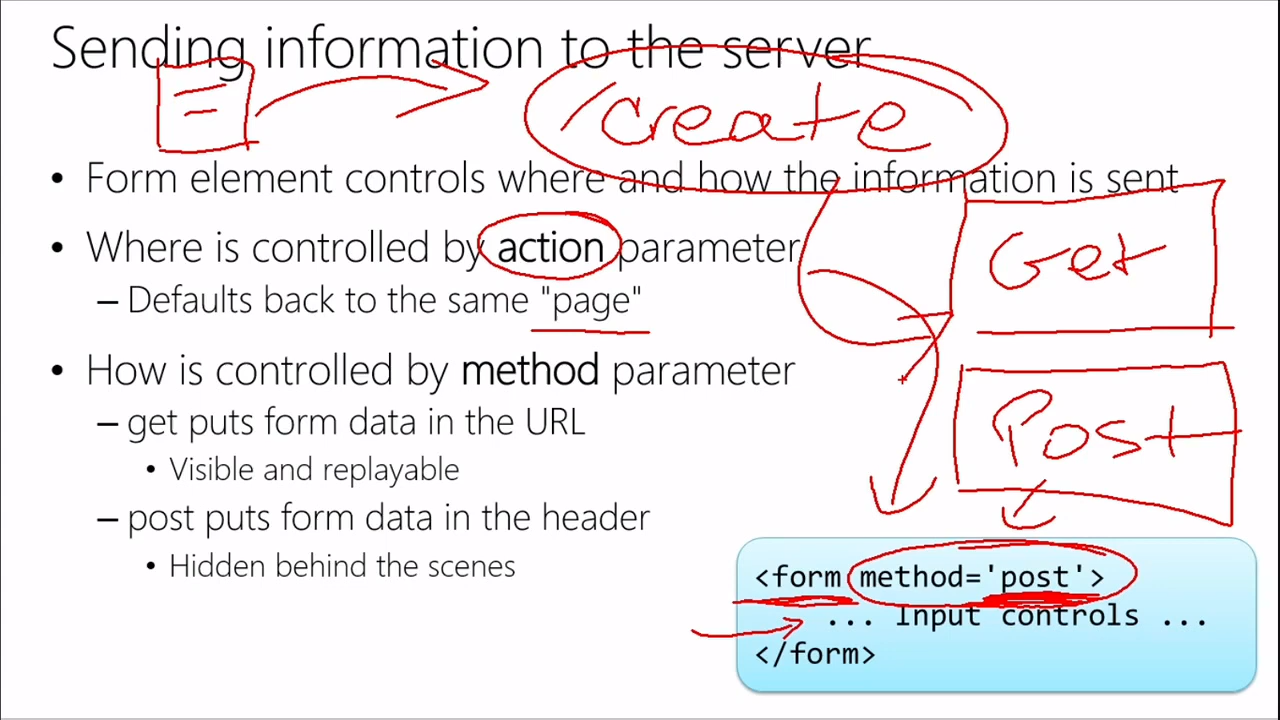 Sending information to the server
/create
• Form element controls where and how the information is sent
• Where is controlled by action parameter
– Defaults back to the same "page"
Get
• How is controlled by method parameter
– get puts form data in the URL
• Visible and replayable
Post
– post puts form data in the header
• Hidden behind the scenes
<form method='post'>
... Input controls ...
</form>